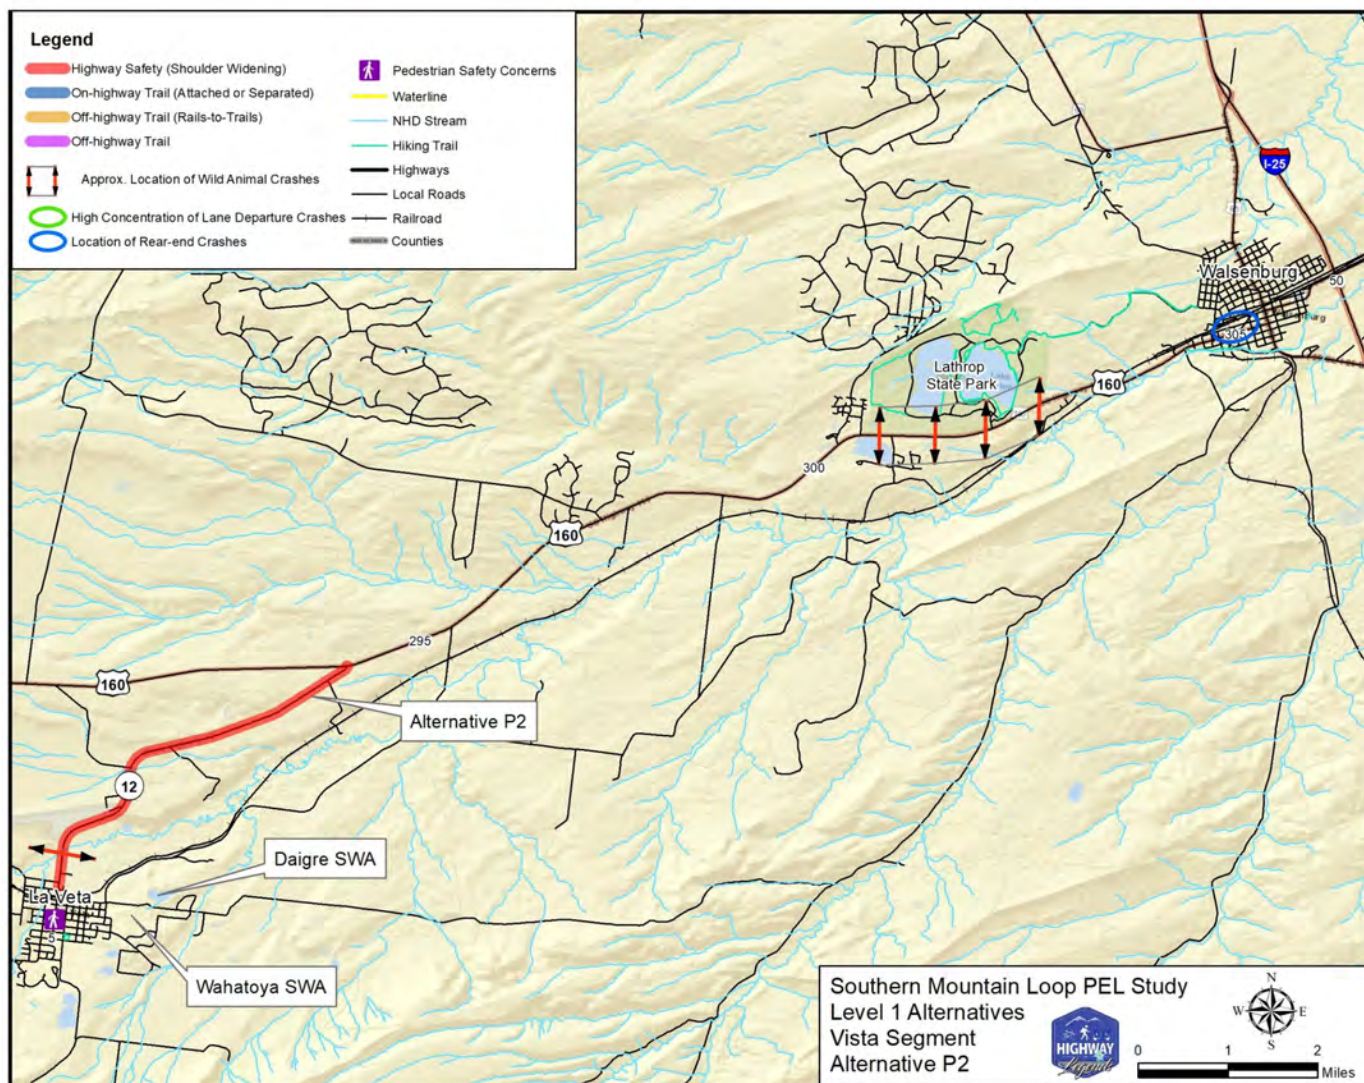 Legend
Highway Safety (Shoulder Widening)
On-highway Trail (Attached or Separated)
Off-highway Trail (Rails-to-Trails)
Off-highway Trail
Approx. Location of Wild Animal Crashes
High Concentration of Lane Departure Crashes
Location of Rear-end Crashes
Pedestrian Safety Concerns
Waterline
NHD Stream
Hiking Trail
Highways
Local Roads
Railroad
Counties
I-25
Walsenburg
50
305
160
Lathrop
State Park
300
160
295
160
Alternative P2
12
Daigre SWA
La Veta
5
Wahatoya SWA
Southern Mountain Loop PEL Study
Level 1 Alternatives
Vista Segment
Alternative P2
HIGHWAY
Legends
N
W
E
S
0
1
2
Miles